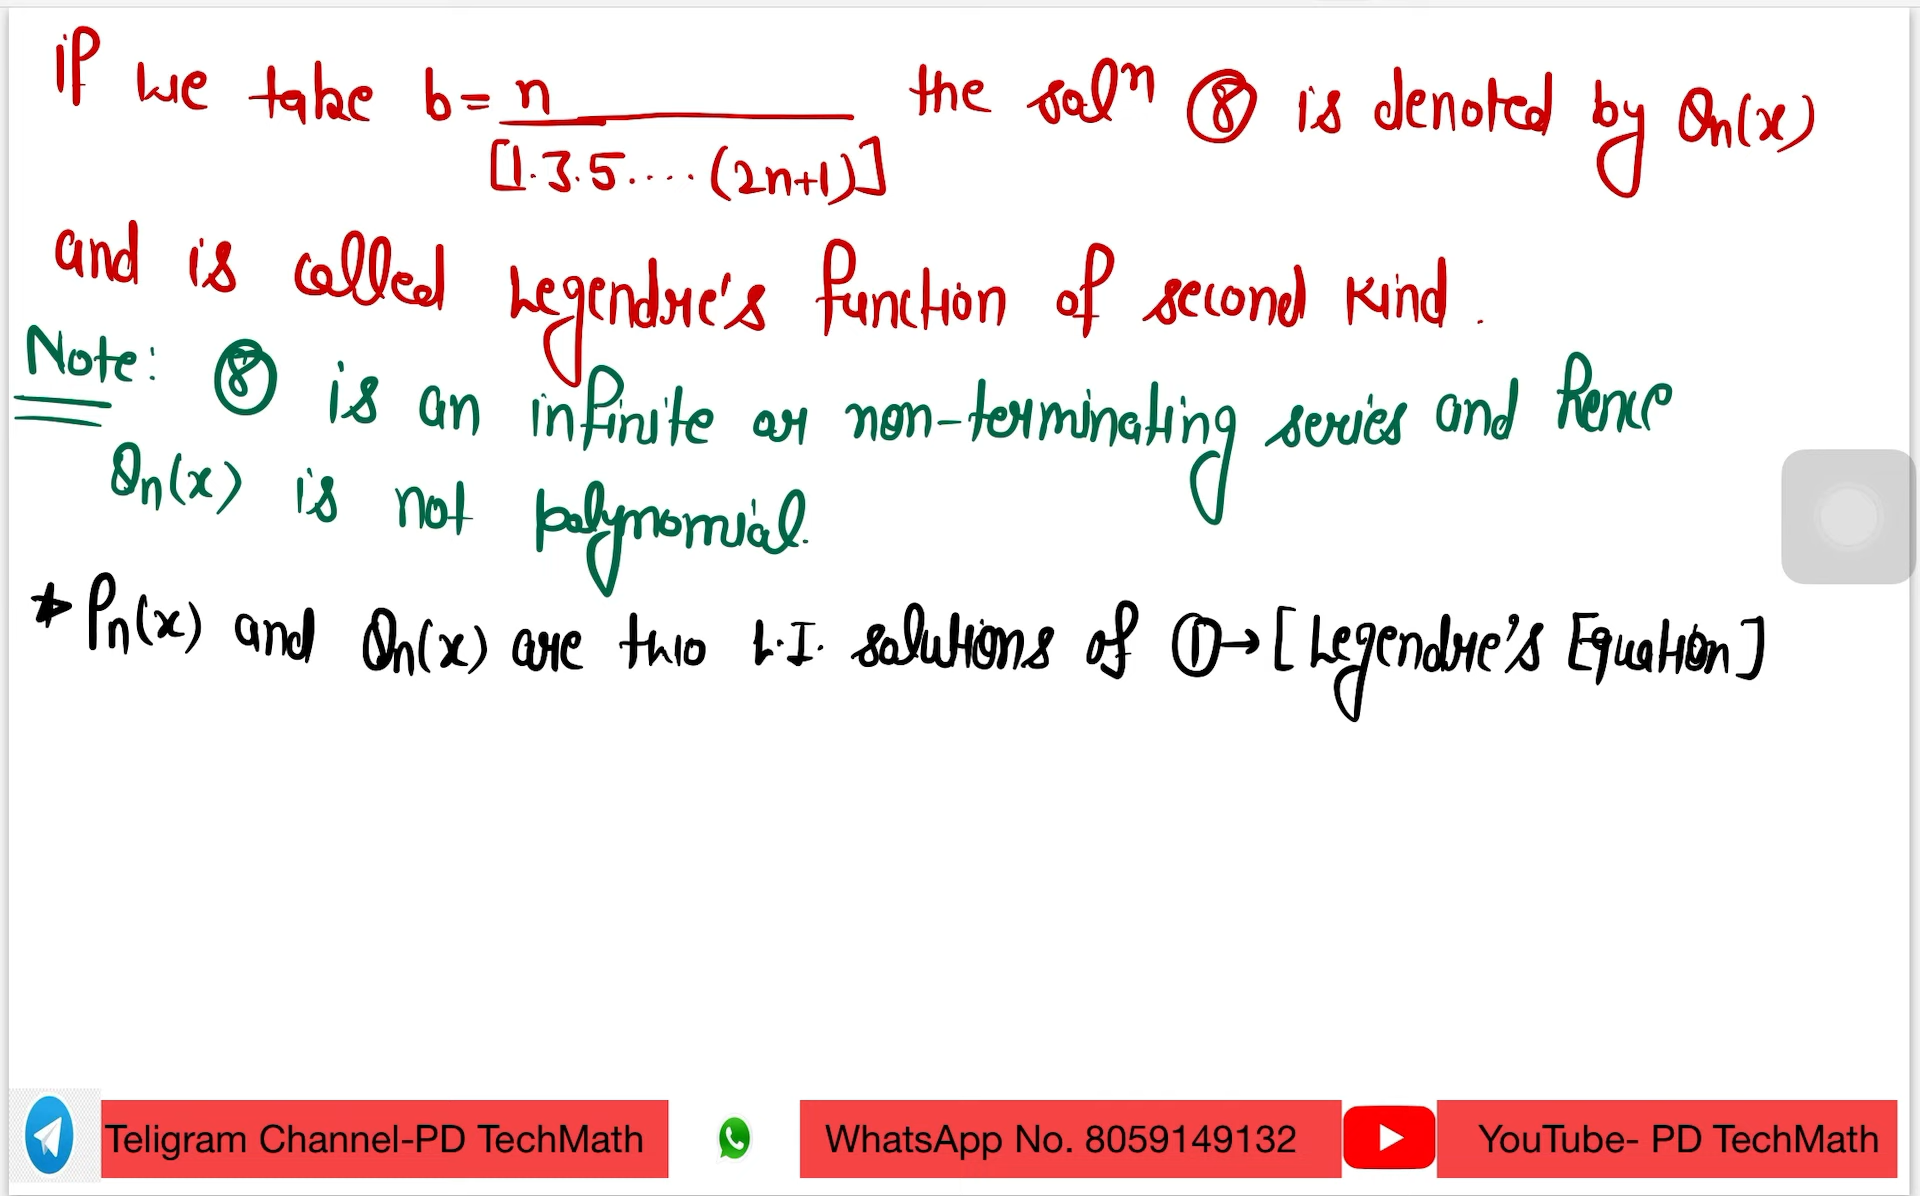 if we take b = n the solⁿ ⑧ is denoted by Qn(x)
[1.3.5.... (2n+1)]
and is called Legendre's function of second kind.
Note: ⑧ is an infinite or non-terminating series and hence
Qn(x) is not polynomial.
* Pn(x) and Qn(x) are two L.I. solutions of ①→ [Legendre's Equation]
Teligram Channel-PD TechMath
WhatsApp No. 8059149132
YouTube- PD TechMath